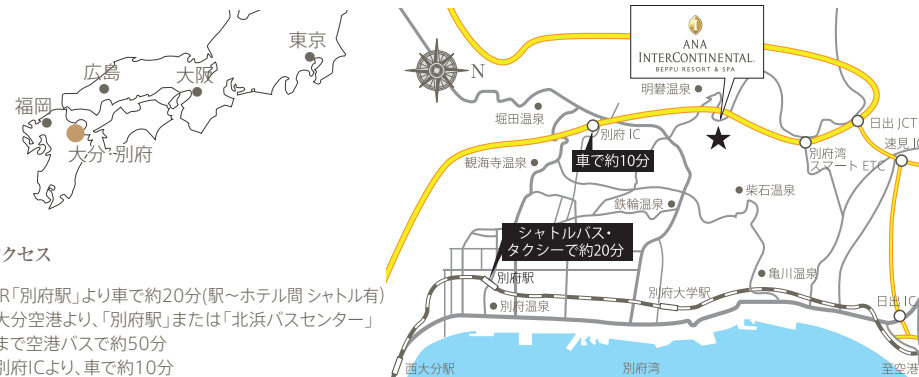 東京
広島
大阪
福岡
大分・別府
クセス
R「別府駅」より車で約20分(駅～ホテル間 シャトル有)
大分空港より、「別府駅」または「北浜バスセンター」
まで空港バスで約50分
別府ICより、車で約10分
ANA
INTERCONTINENTAL
BEPPU RESORT & SPA
N
明礬温泉
堀田温泉
別府 IC
日出 JCT
速見 IC
車で約10分
別府湾
スマート ETC
観海寺温泉
柴石温泉
鉄輪温泉
シャトルバス・
タクシーで約20分
亀川温泉
別府駅
別府大学駅
別府温泉
日出 IC
西大分駅
別府湾
至空港